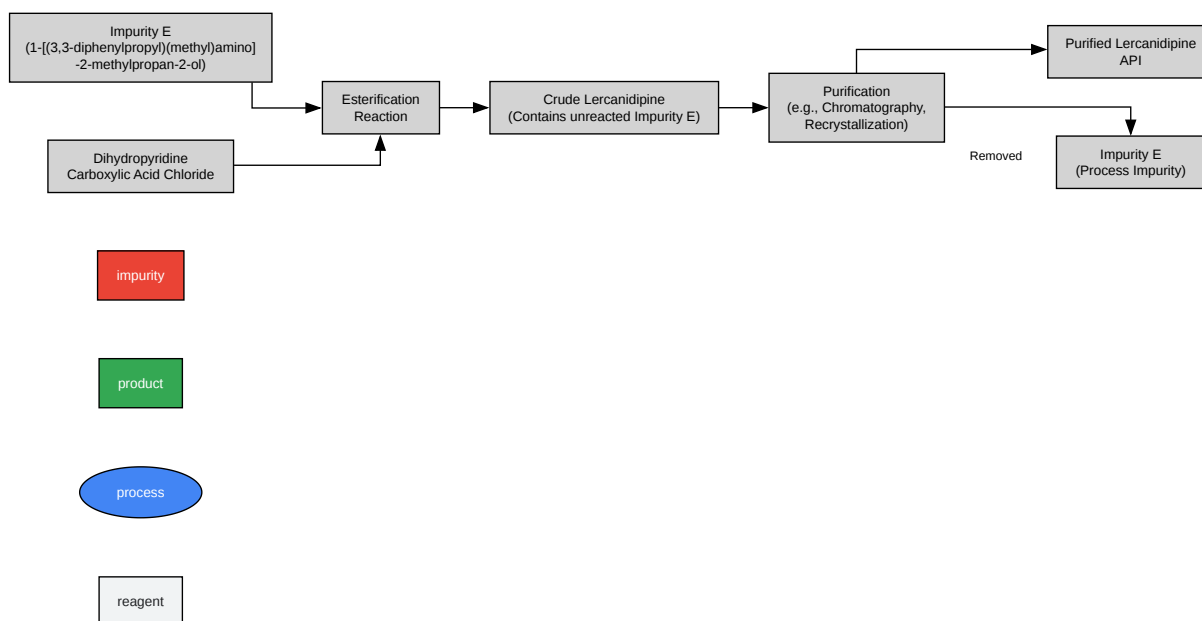 Impurity E
(1-[(3,3-diphenylpropyl)(methyl)amino]
-2-methylpropan-2-ol)
Dihydropyridine
Carboxylic Acid Chloride
Esterification
Reaction
Crude Lercanidipine
(Contains unreacted Impurity E)
Purification
(e.g., Chromatography,
Recrystallization)
Purified Lercanidipine
API
Removed
Impurity E
(Process Impurity)
impurity
product
process
reagent